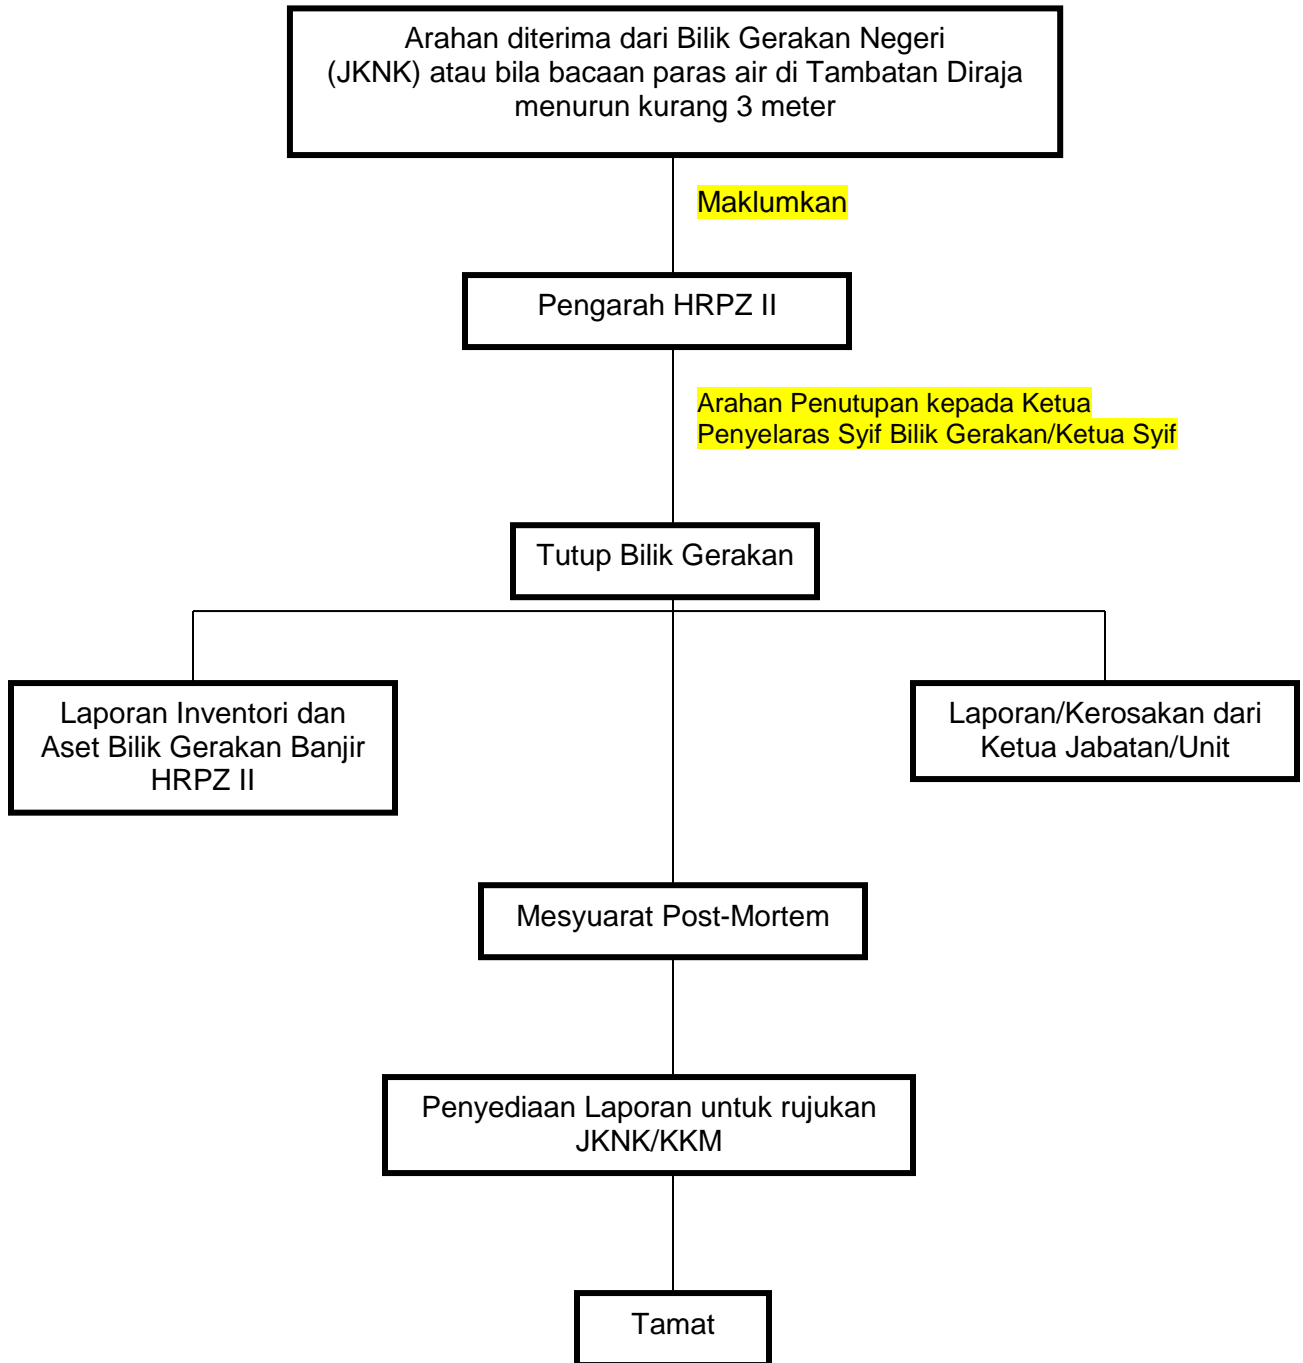 Arahan diterima dari Bilik Gerakan Negeri
(JKNK) atau bila bacaan paras air di Tambatan Diraja
menurun kurang 3 meter
Maklumkan
Pengarah HRPZ II
Arahan Penutupan kepada Ketua
Penyelaras Syif Bilik Gerakan/Ketua Syif
Tutup Bilik Gerakan
Laporan Inventori dan
Aset Bilik Gerakan Banjir
HRPZ II
Laporan/Kerosakan dari
Ketua Jabatan/Unit
Mesyuarat Post-Mortem
Penyediaan Laporan untuk rujukan
JKNK/KKM
Tamat